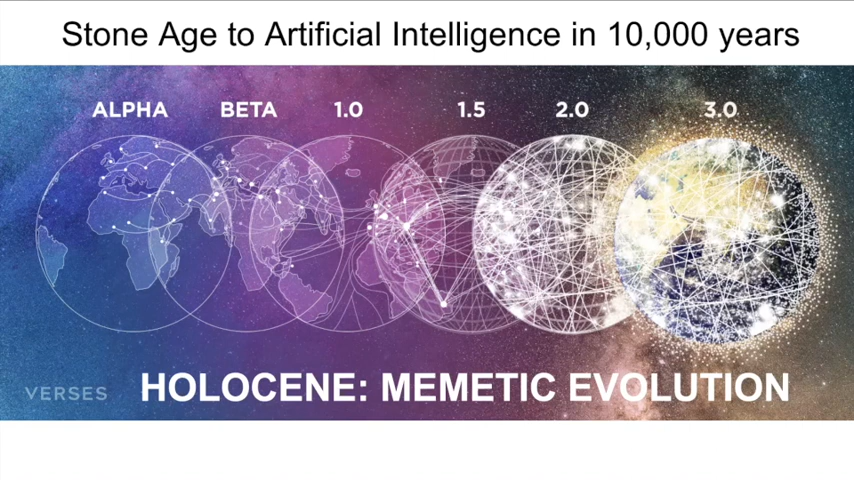 Stone Age to Artificial Intelligence in 10,000 years
ALPHA BETA 1.0 1.5 2.0 3.0
VERSES HOLOCENE: MEMETIC EVOLUTION